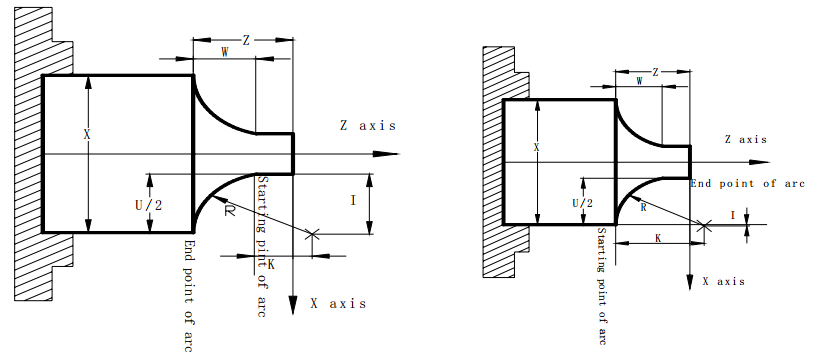 Z
W
X
Z axis
U/2
I
R
K
Starting pint of arc
End point of arc
X axis
Z
W
X
Z axis
End point of arc
U/2
R
I
K
Starting point of arc
X axis